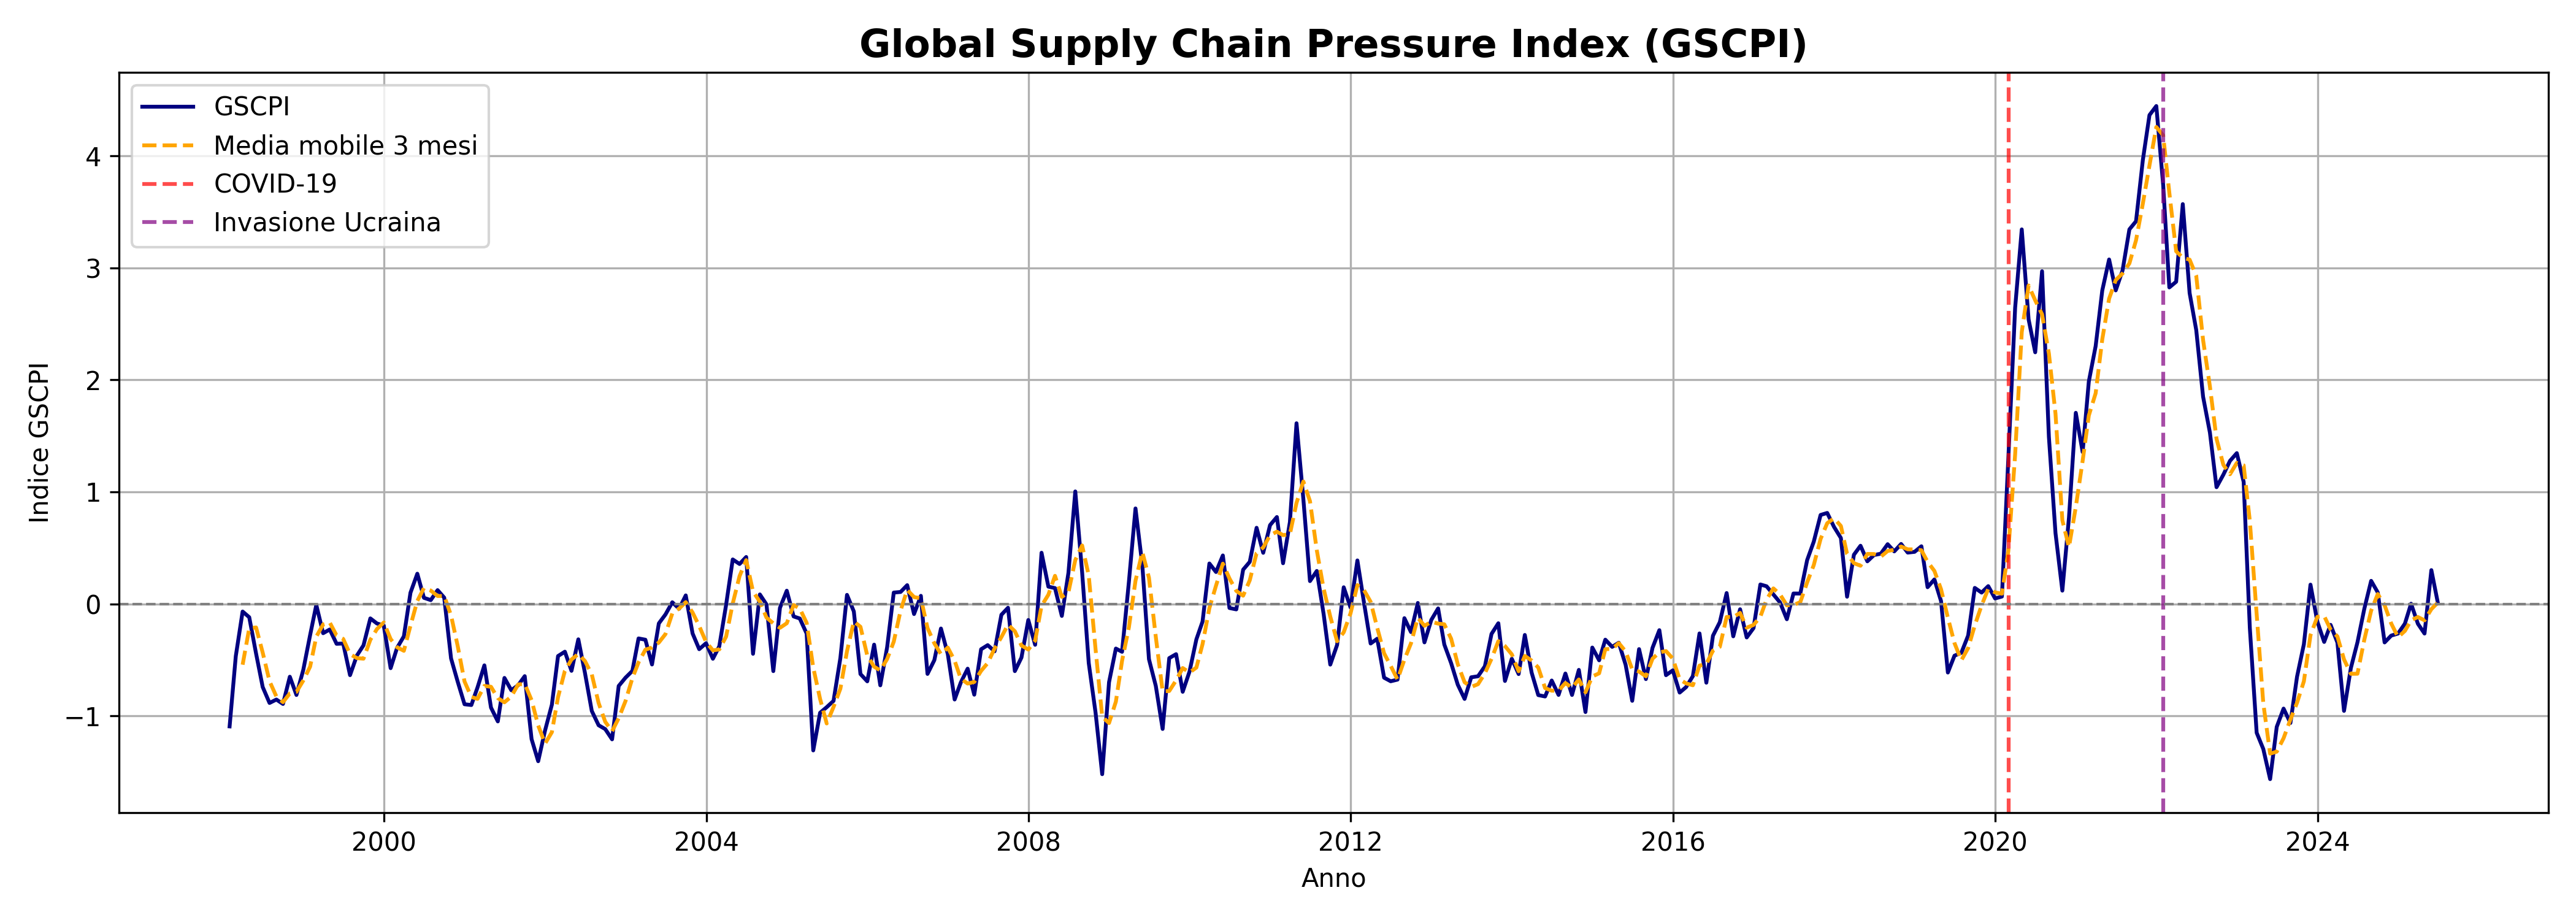 Global Supply Chain Pressure Index (GSCPI)
GSCPI
Media mobile 3 mesi
COVID-19
Invasione Ucraina
4
3
2
1
0
−1
Indice GSCPI
2000 2004 2008 2012 2016 2020 2024
Anno